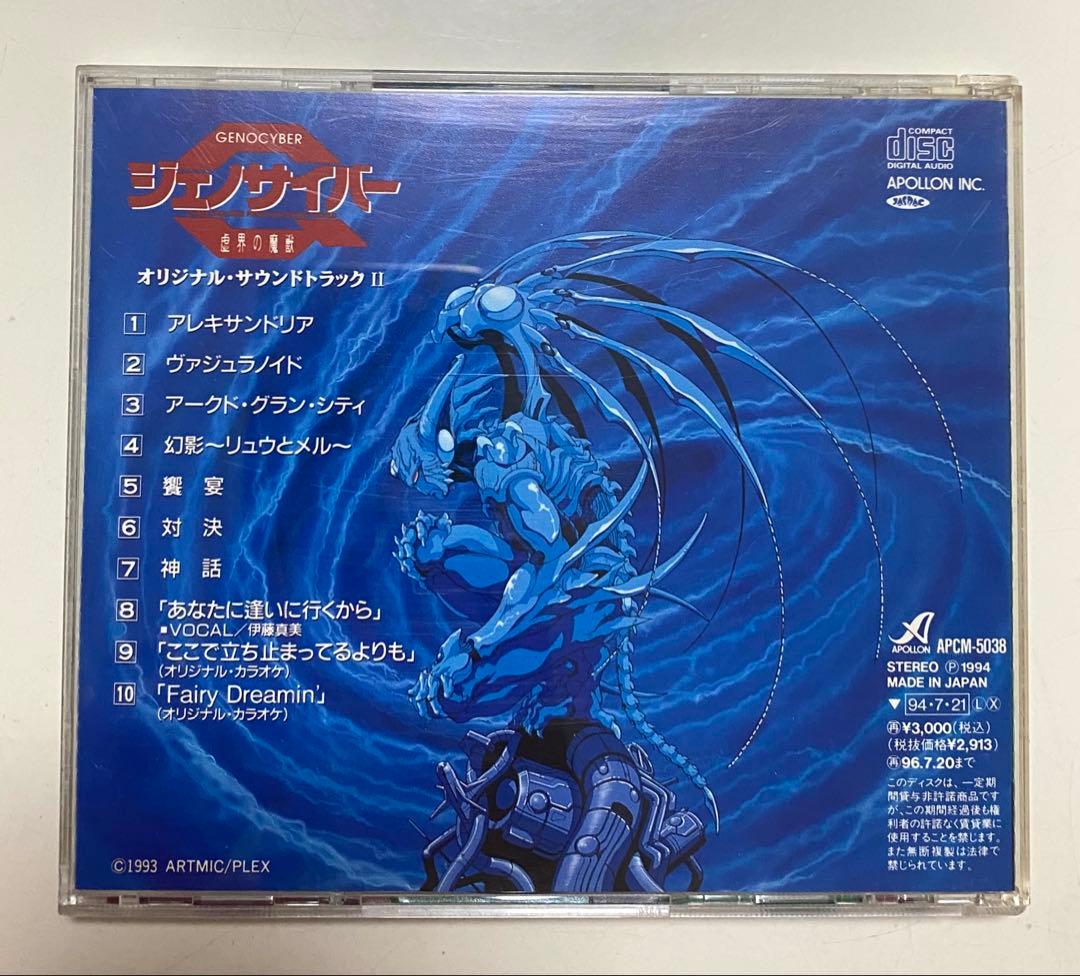 GENOCYBER
ジェノサイバー
虚界の魔獣
オリジナル・サウンドトラックⅡ
1 アレキサンドリア
2 ヴァジュラノイド
3 アークド・グラン・シティ
4 幻影～リュウとメル～
5 饗宴
6 対決
7 神話
8 「あなたに逢いに行くから」
■VOCAL／伊藤真美
9 「ここで立ち止まってるよりも」
(オリジナル・カラオケ)
10 「Fairy Dreamin'」
(オリジナル・カラオケ)
©1993 ARTMIC/PLEX
COMPACT
disc
DIGITAL AUDIO
APOLLON INC.
JASRAC
APOLLON APCM-5038
STEREO Ⓟ1994
MADE IN JAPAN
▼94・7・21ⓁⓍ
再¥3,000(税込)
(税抜価格¥2,913)
再96.7.20まで
このディスクは、一定期
間貸与非許諾商品です
が、この期間経過後も権
利者の許諾なく賃貸業に
使用することを禁じます。
また無断複製は法律で
禁じられています。